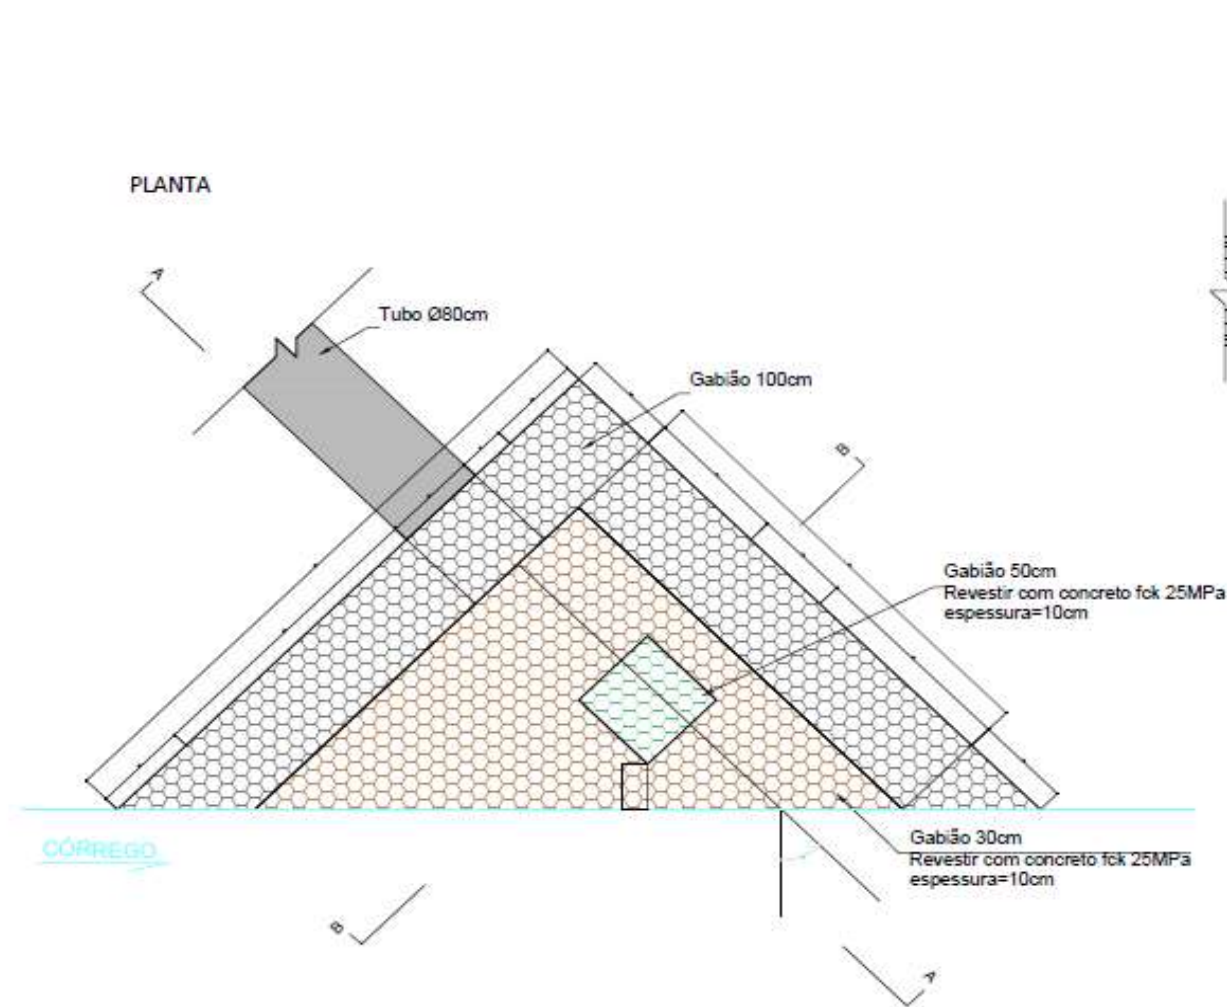 PLANTA
A
Tubo Ø80cm
Gabião 100cm
B
Gabião 50cm
Revestir com concreto fck 25MPa
espessura=10cm
Gabião 30cm
Revestir com concreto fck 25MPa
espessura=10cm
CÓRREGO
B
A